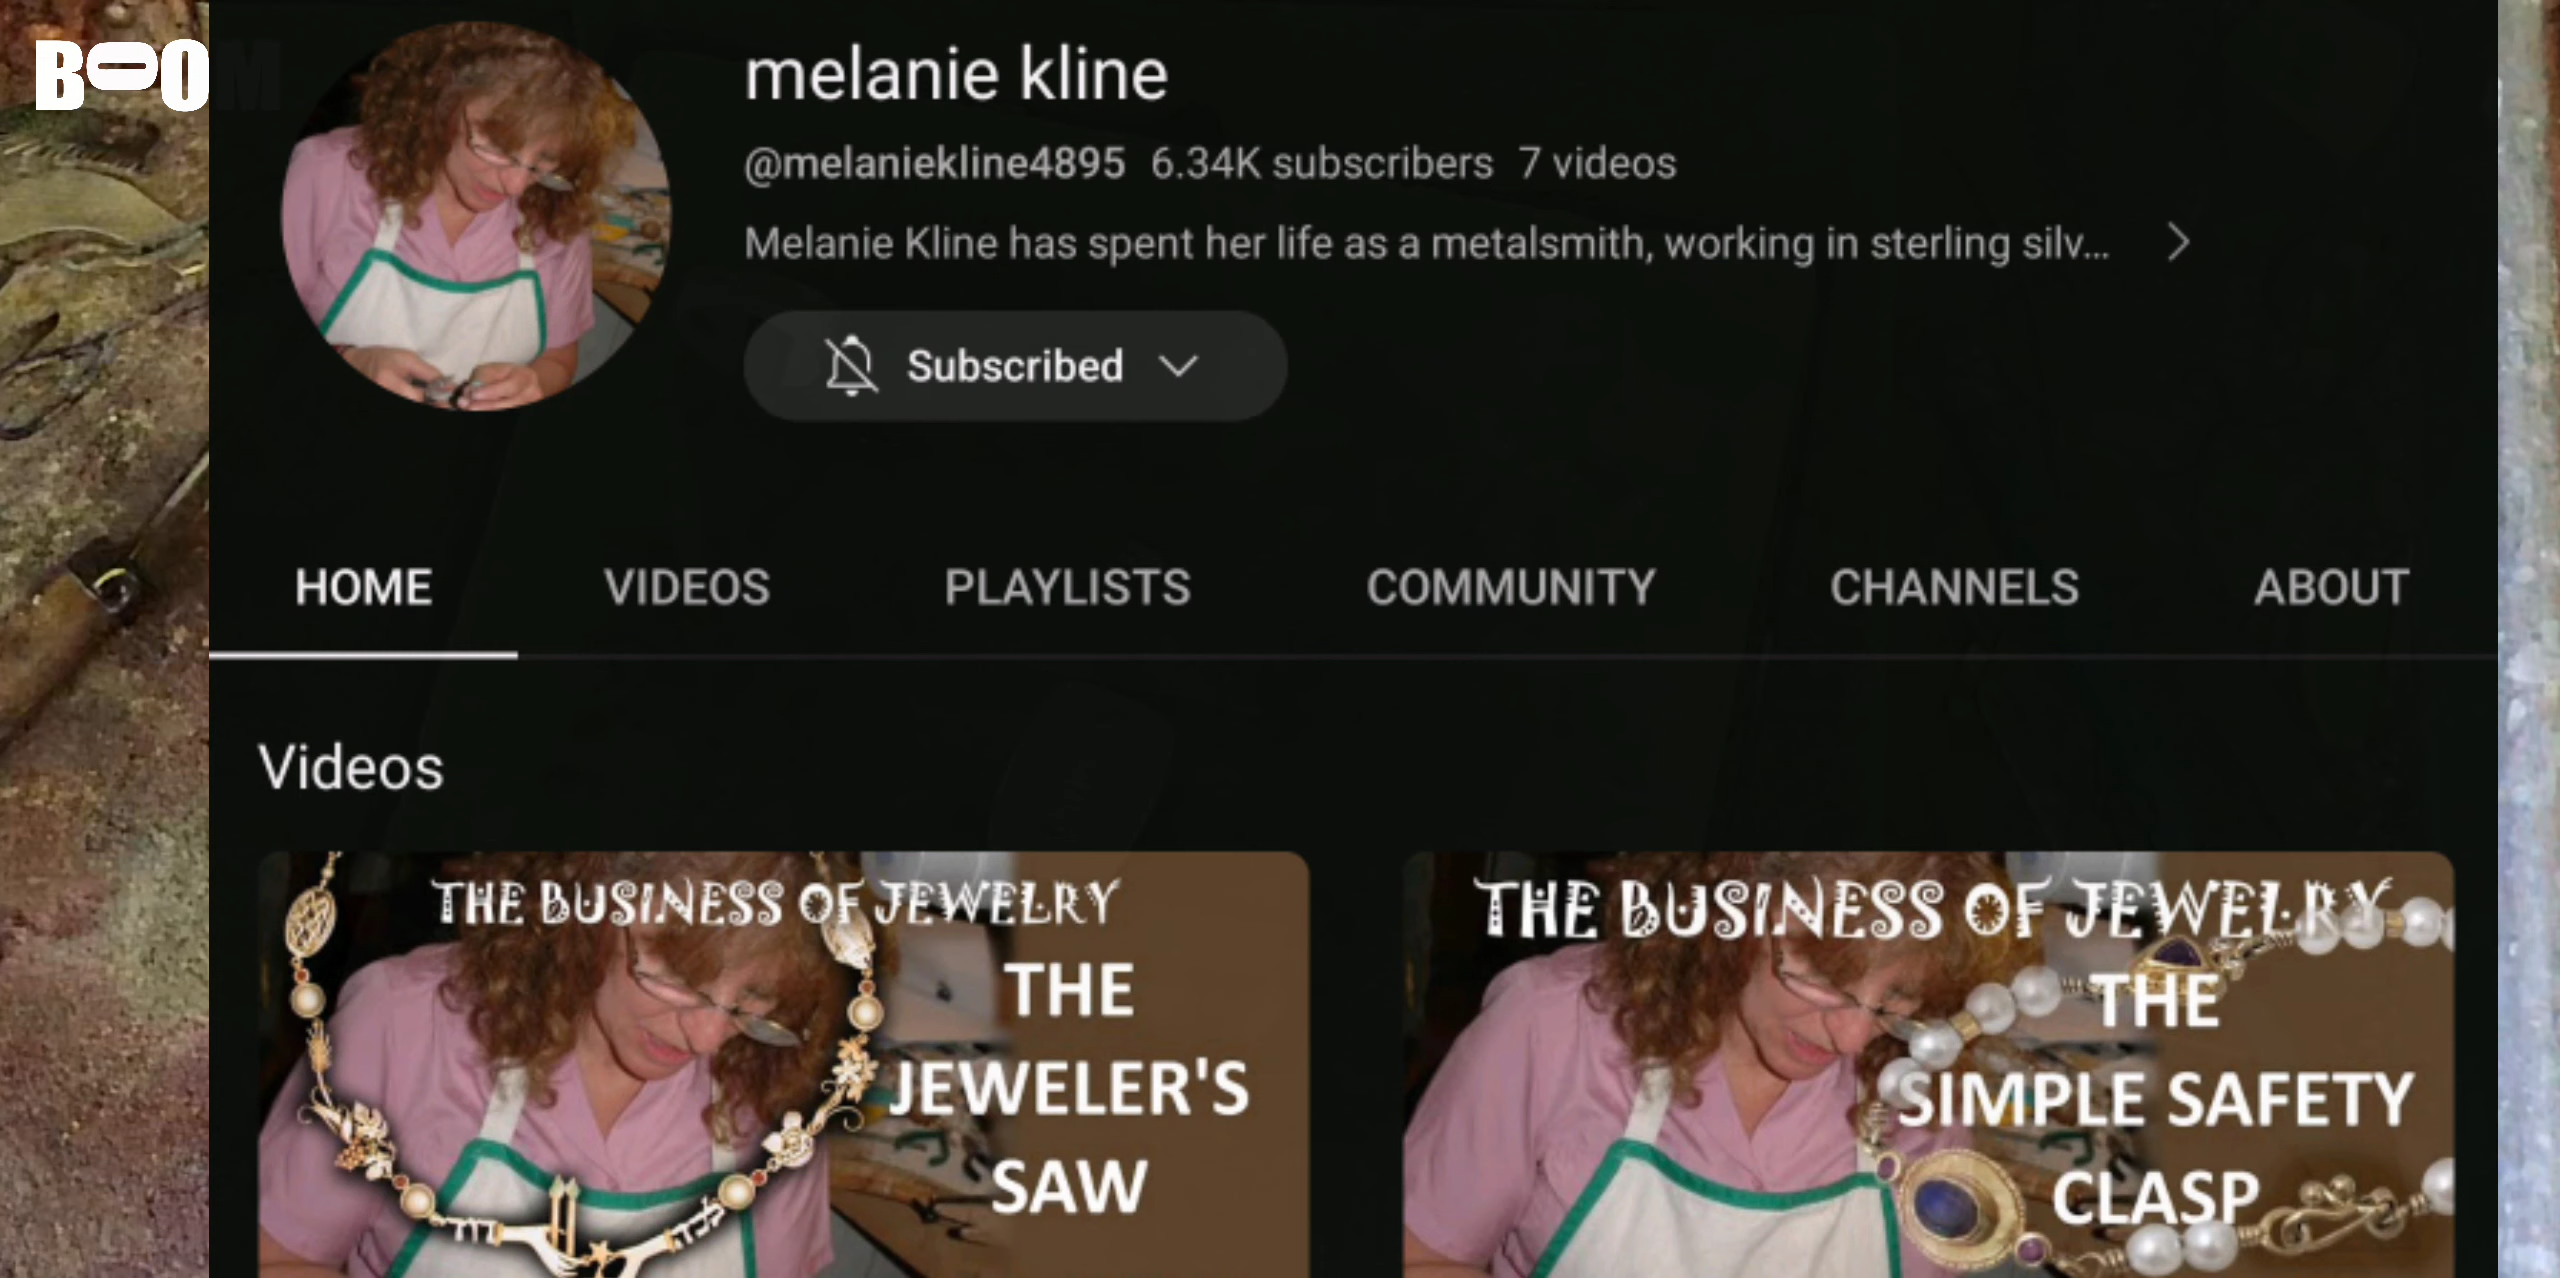 BOOM
melanie kline
@melaniekline4895 6.34K subscribers 7 videos
Melanie Kline has spent her life as a metalsmith, working in sterling silv...
Subscribed
HOME VIDEOS PLAYLISTS COMMUNITY CHANNELS ABOUT
Videos
THE BUSINESS OF JEWELRY
THE
JEWELER'S
SAW
THE BUSINESS OF JEWELRY
THE
SIMPLE SAFETY
CLASP